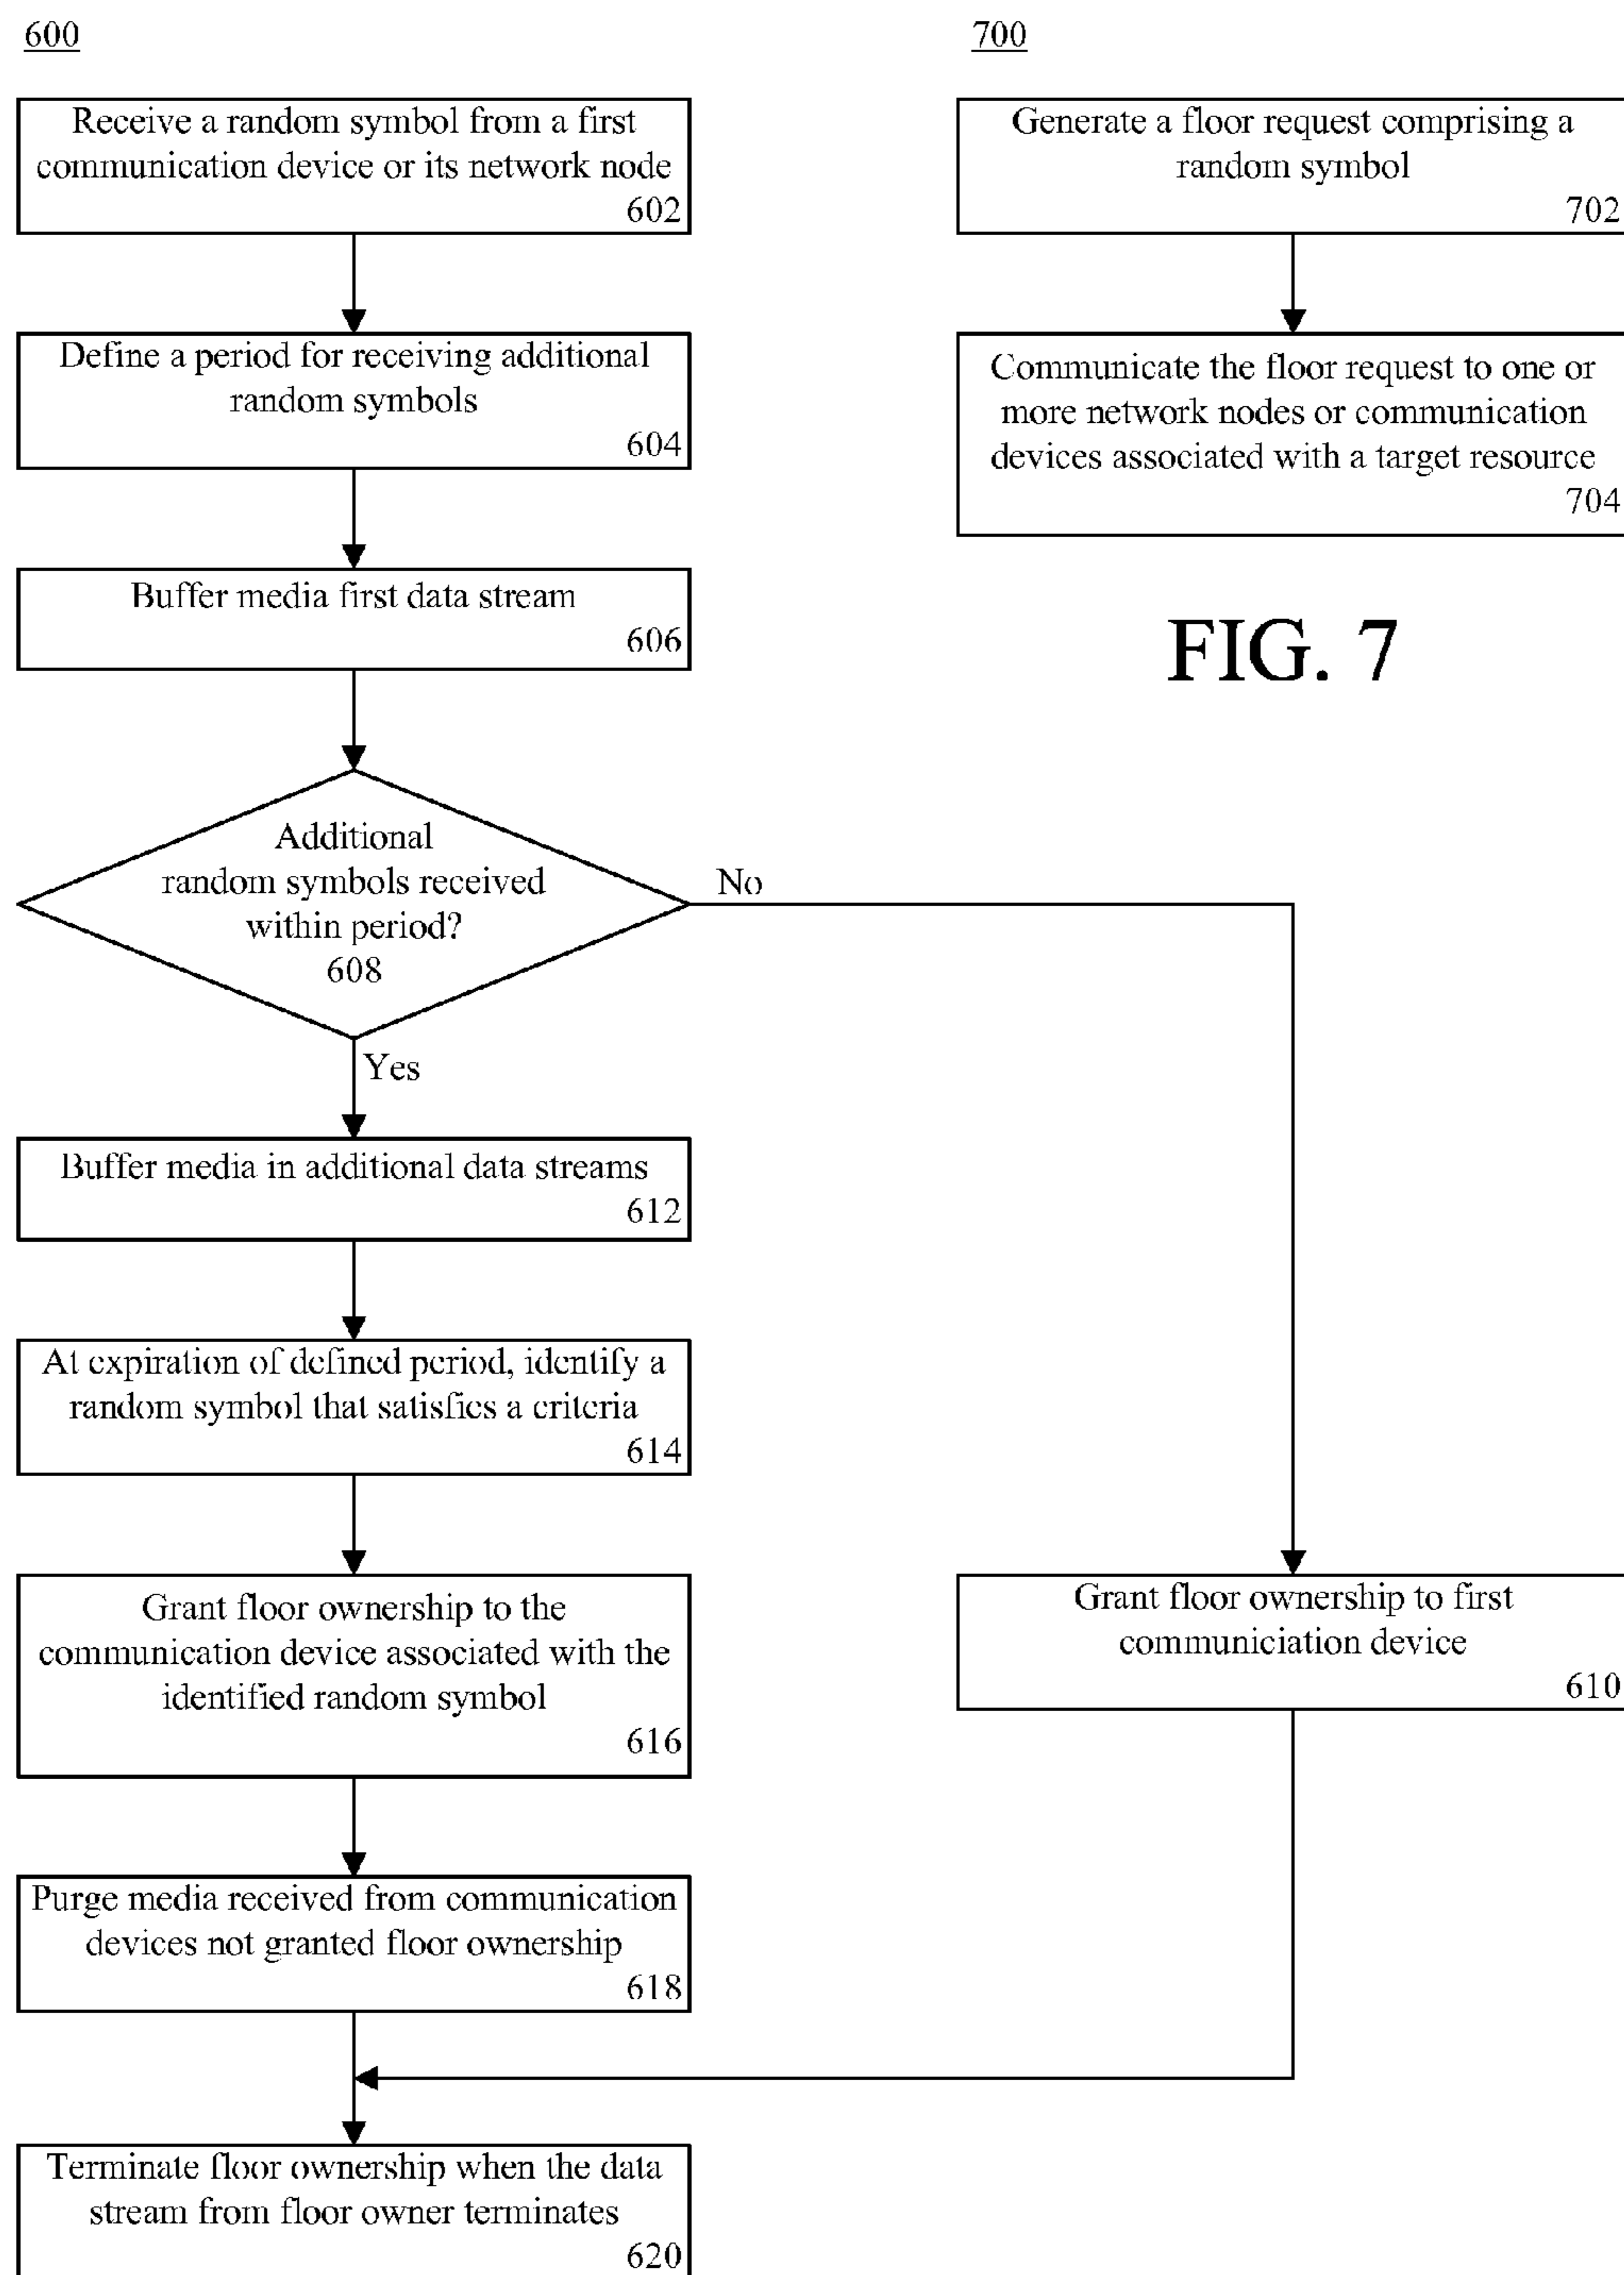 600
Receive a random symbol from a first
communication device or its network node
602
Define a period for receiving additional
random symbols
604
Buffer media first data stream
606
Additional
random symbols received
within period?
608
No
Yes
Buffer media in additional data streams
612
At expiration of defined period, identify a
random symbol that satisfies a criteria
614
Grant floor ownership to the
communication device associated with the
identified random symbol
616
Purge media received from communication
devices not granted floor ownership
618
Terminate floor ownership when the data
stream from floor owner terminates
620
Grant floor ownership to first
communiciation device
610
700
Generate a floor request comprising a
random symbol
702
Communicate the floor request to one or
more network nodes or communication
devices associated with a target resource
704
FIG. 7